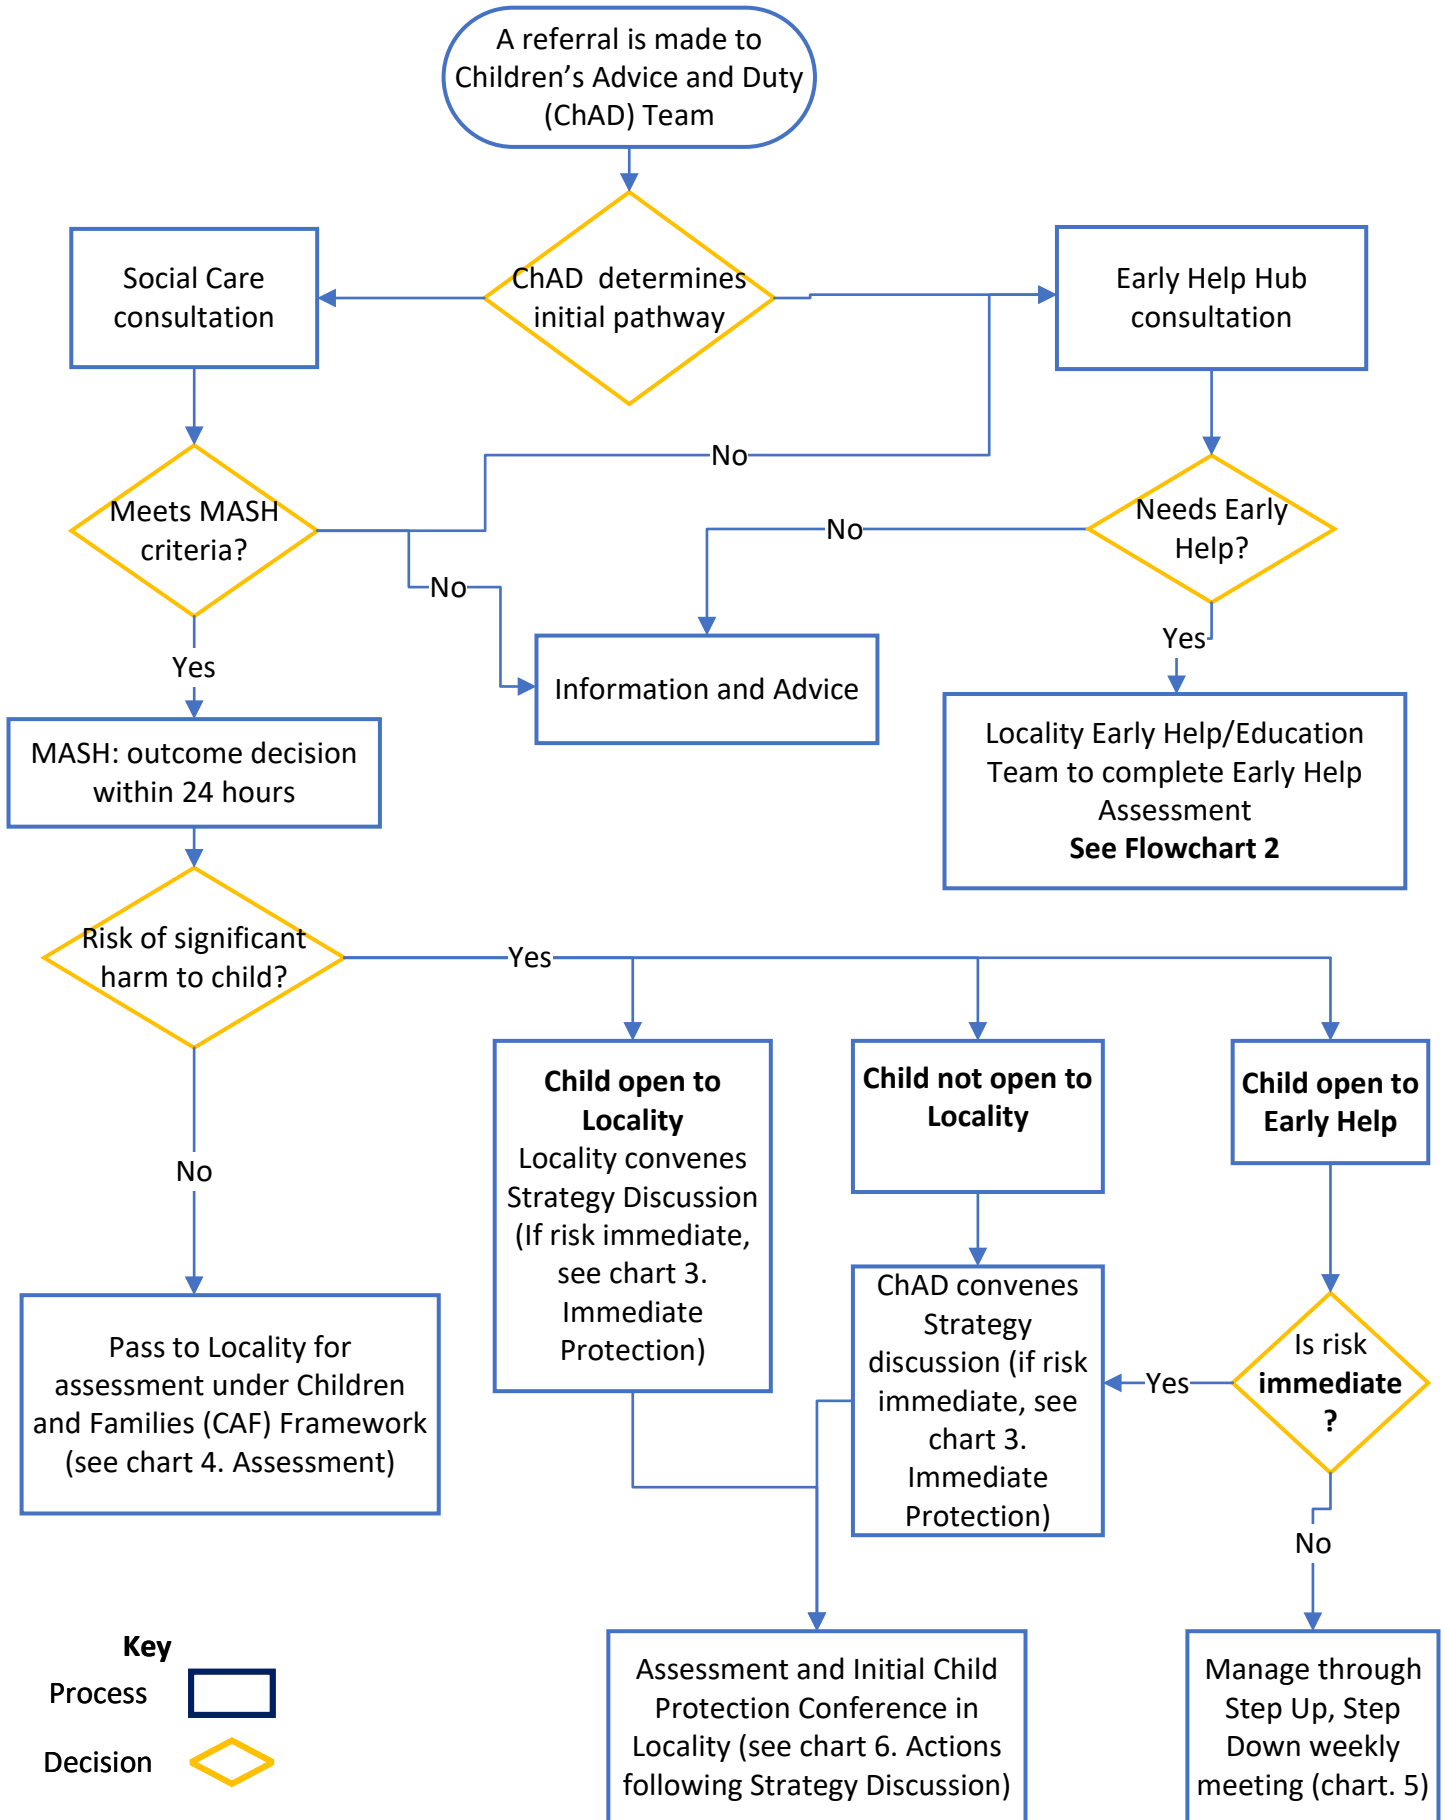 A referral is made to
Children’s Advice and Duty
(ChAD) Team
Social Care
consultation
ChAD  determines
initial pathway
Early Help Hub
consultation
No
Meets MASH
criteria?
Needs Early
Help?
No
No
Yes
Yes
Information and Advice
MASH: outcome decision
within 24 hours
Locality Early Help/Education
Team to complete Early Help
Assessment
See Flowchart 2
Risk of significant
harm to child?
Yes
No
Child open to
Locality
Locality convenes
Strategy Discussion
(If risk immediate,
see chart 3.
Immediate
Protection)
Child not open to
Locality
Child open to
Early Help
ChAD convenes
Strategy
discussion (if risk
immediate, see
chart 3.
Immediate
Protection)
Yes
Is risk
immediate
?
Pass to Locality for
assessment under Children
and Families (CAF) Framework
(see chart 4. Assessment)
No
Key
Process
Decision
Assessment and Initial Child
Protection Conference in
Locality (see chart 6. Actions
following Strategy Discussion)
Manage through
Step Up, Step
Down weekly
meeting (chart. 5)